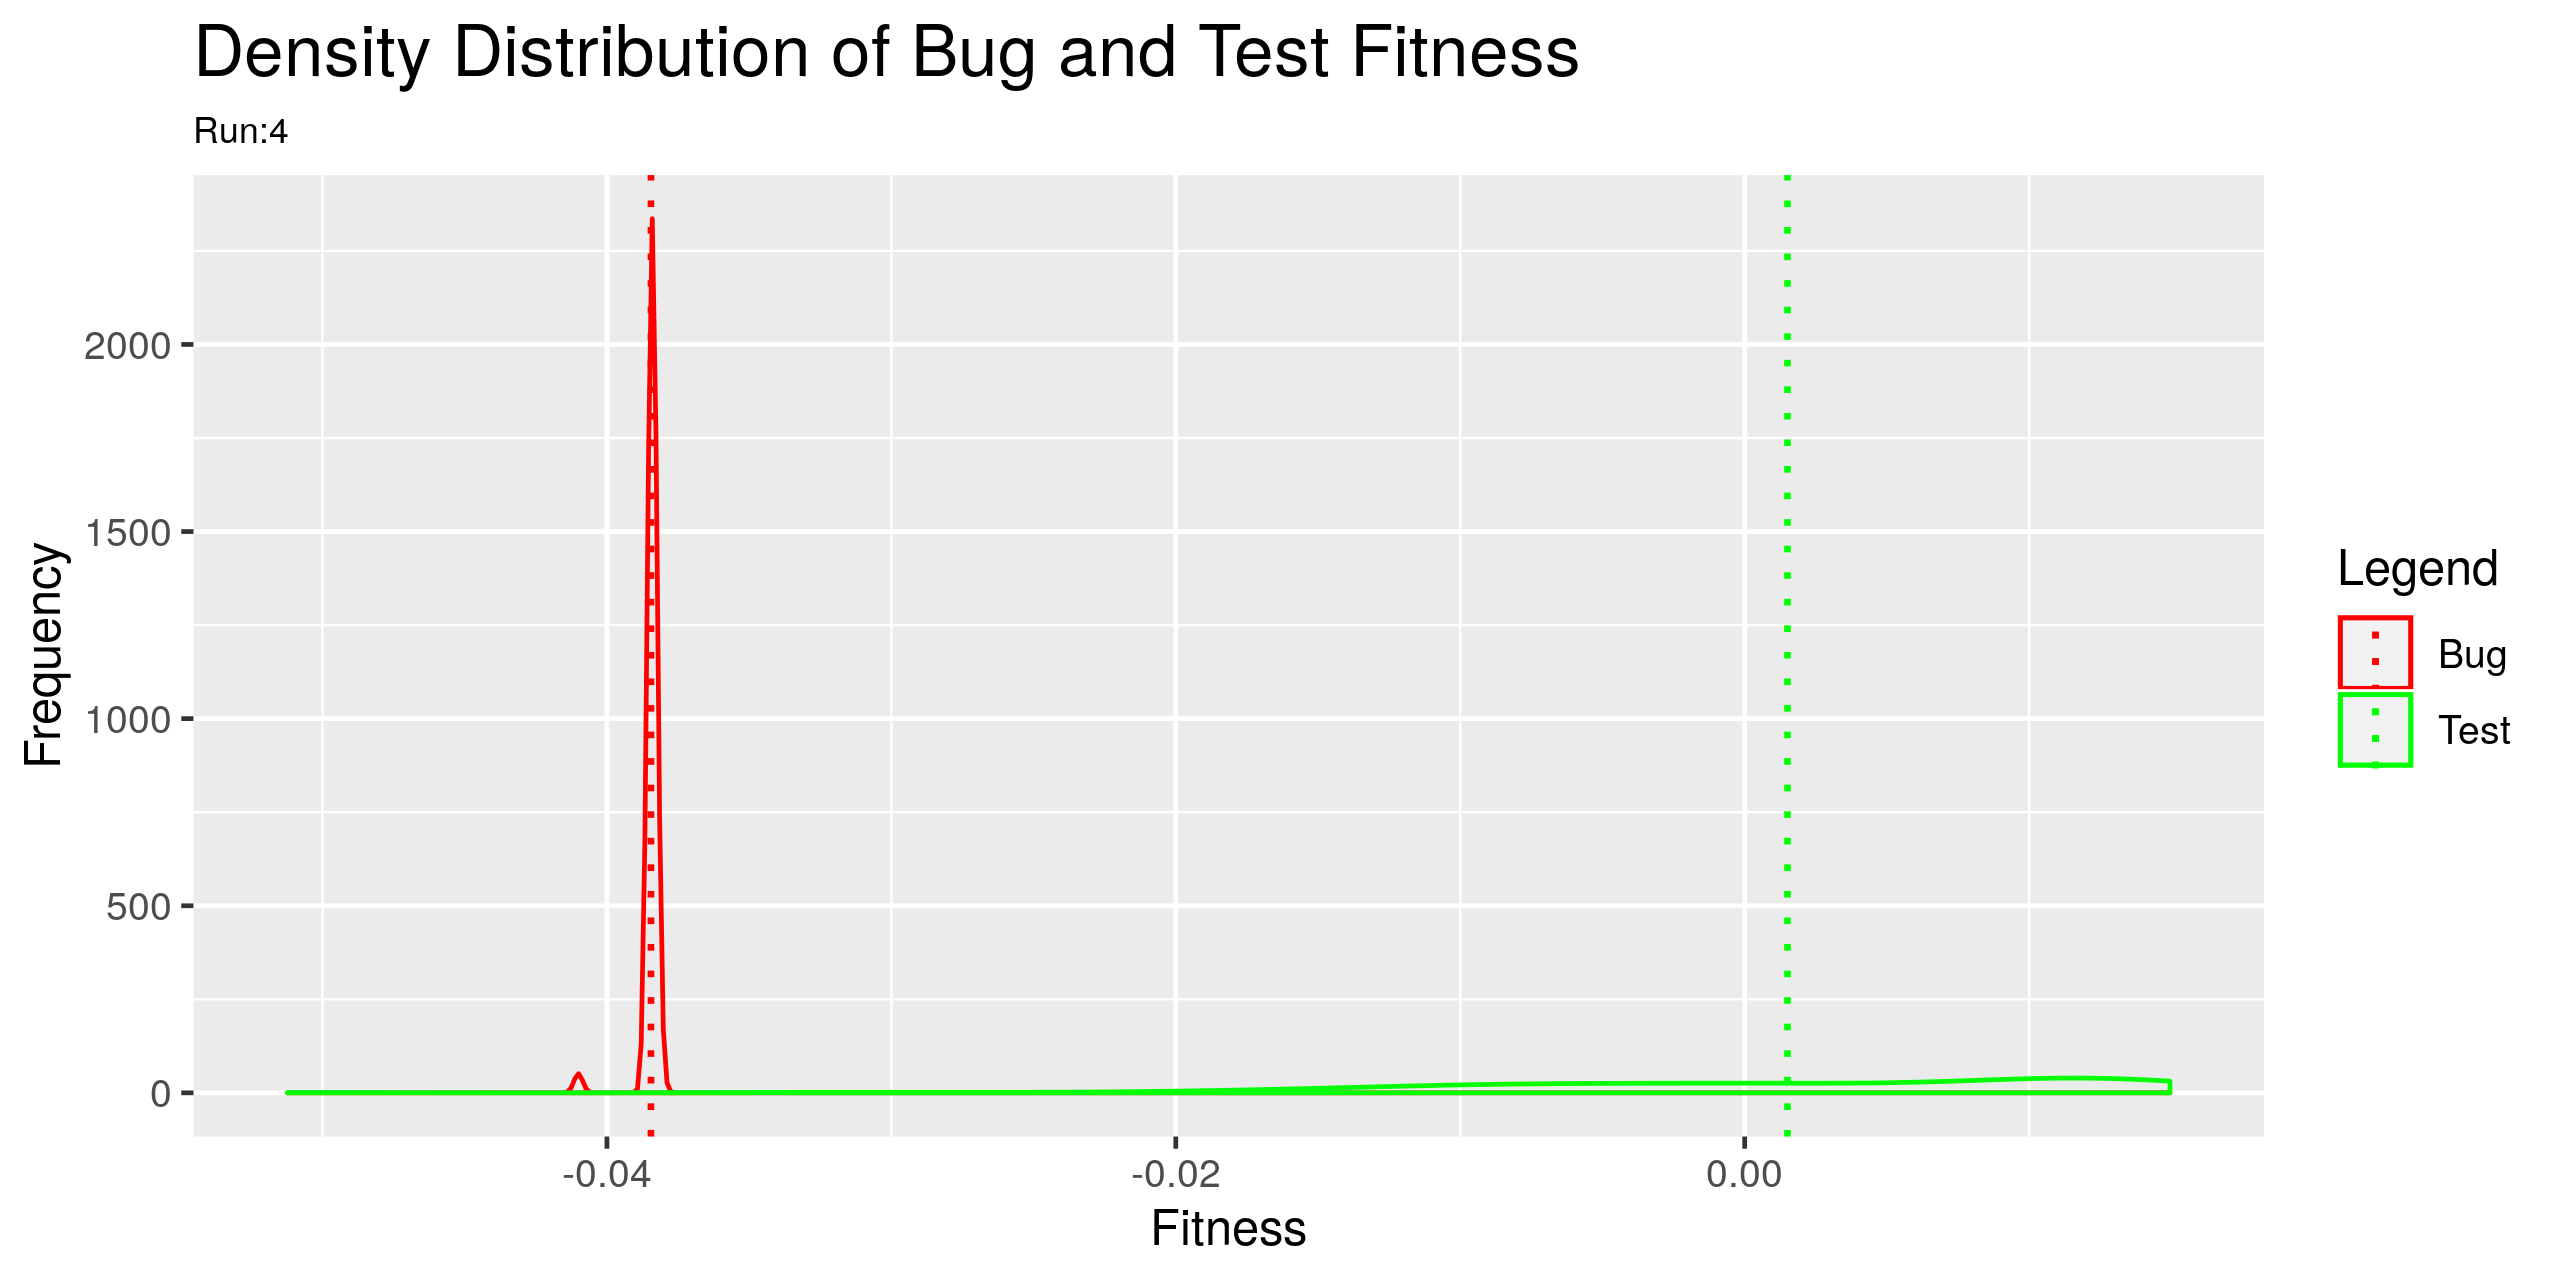 Density Distribution of Bug and Test Fitness
Run:4
Frequency
2000
1500
1000
500
0
-0.04
-0.02
0.00
Fitness
Legend
Bug
Test